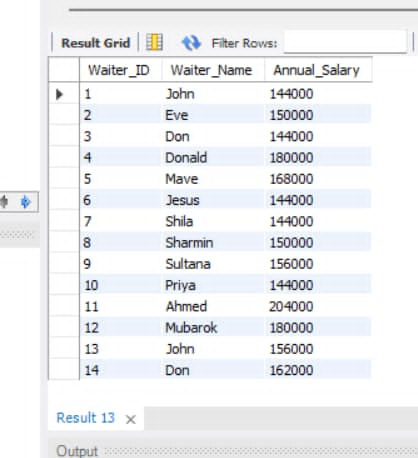 Result Grid Filter Rows:
Waiter_ID Waiter_Name Annual_Salary
1 John 144000
2 Eve 150000
3 Don 144000
4 Donald 180000
5 Mave 168000
6 Jesus 144000
7 Shila 144000
8 Sharmin 150000
9 Sultana 156000
10 Priya 144000
11 Ahmed 204000
12 Mubarok 180000
13 John 156000
14 Don 162000
Result 13
Output